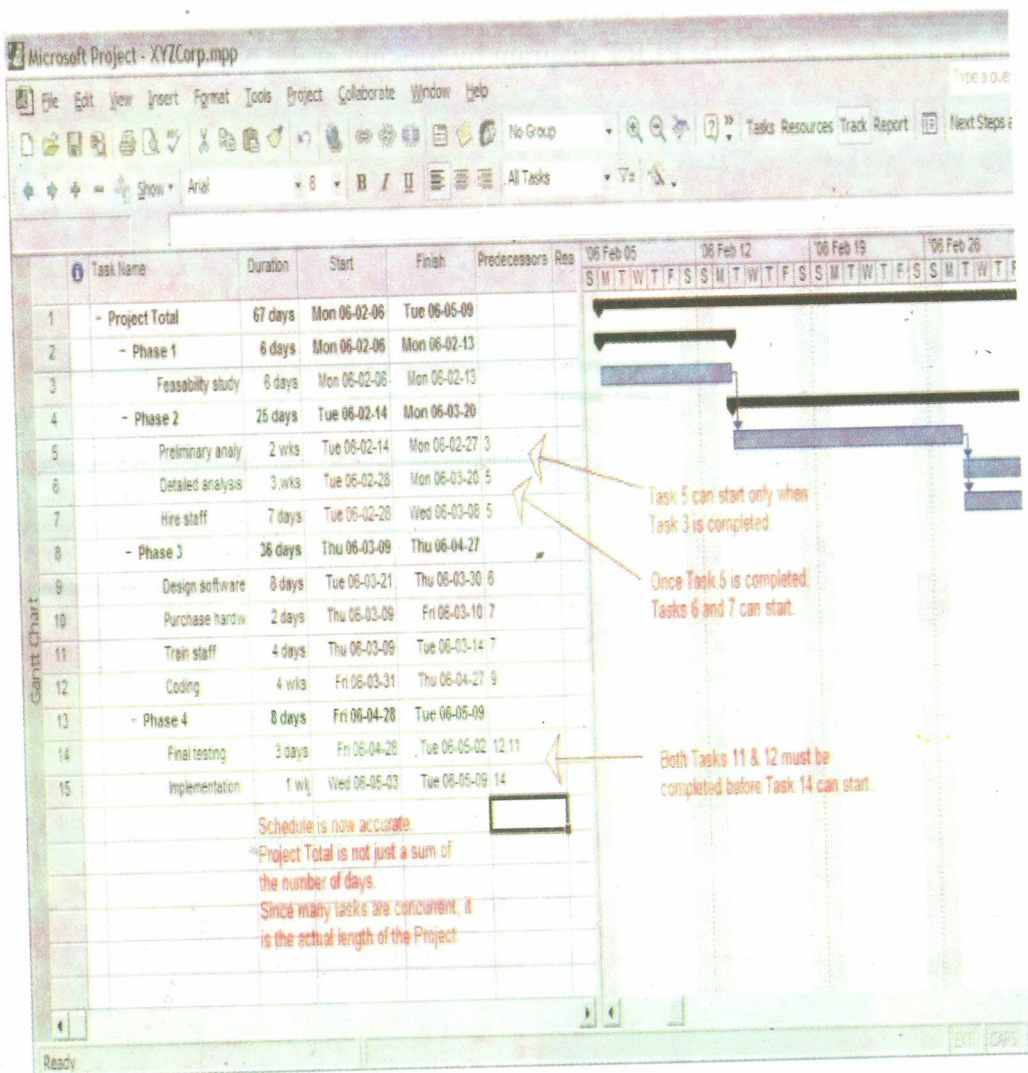 Microsoft Project - XYZCorp.mpp
Type a que
File Edit View Insert Format Tools Project Collaborate Window Help
No Group Tasks Resources Track Report Next Steps a
Show Arial 8 B I U All Tasks
Task Name Duration Start Finish Predecessors Res '06 Feb 05 '06 Feb 12 '06 Feb 19 '06 Feb 26
S M T W T F S S M T W T F S S M T W T F S S M T W T F
1 - Project Total 67 days Mon 06-02-06 Tue 06-05-09
2 - Phase 1 6 days Mon 06-02-06 Mon 06-02-13
3 Feasability study 6 days Mon 06-02-06 Mon 06-02-13
4 - Phase 2 25 days Tue 06-02-14 Mon 06-03-20
5 Preliminary analy 2 wks Tue 06-02-14 Mon 06-02-27 3
6 Detailed analysis 3 wks Tue 06-02-28 Mon 06-03-20 5
7 Hire staff 7 days Tue 06-02-28 Wed 06-03-08 5
8 - Phase 3 36 days Thu 06-03-09 Thu 06-04-27
9 Design software 8 days Tue 06-03-21 Thu 06-03-30 6
10 Purchase hardw 2 days Thu 06-03-09 Fri 06-03-10 7
11 Train staff 4 days Thu 06-03-09 Tue 06-03-14 7
12 Coding 4 wks Fri 06-03-31 Thu 06-04-27 9
13 - Phase 4 8 days Fri 06-04-28 Tue 06-05-09
14 Final testing 3 days Fri 06-04-28 Tue 06-05-02 12,11
15 Implementation 1 wk Wed 06-05-03 Tue 06-05-09 14
Gantt Chart
Task 5 can start only when
Task 3 is completed.
Once Task 5 is completed,
Tasks 6 and 7 can start.
Both Tasks 11 & 12 must be
completed before Task 14 can start.
Schedule is now accurate.
Project Total is not just a sum of
the number of days.
Since many tasks are concurrent, it
is the actual length of the Project.
Ready
EXT CAPS